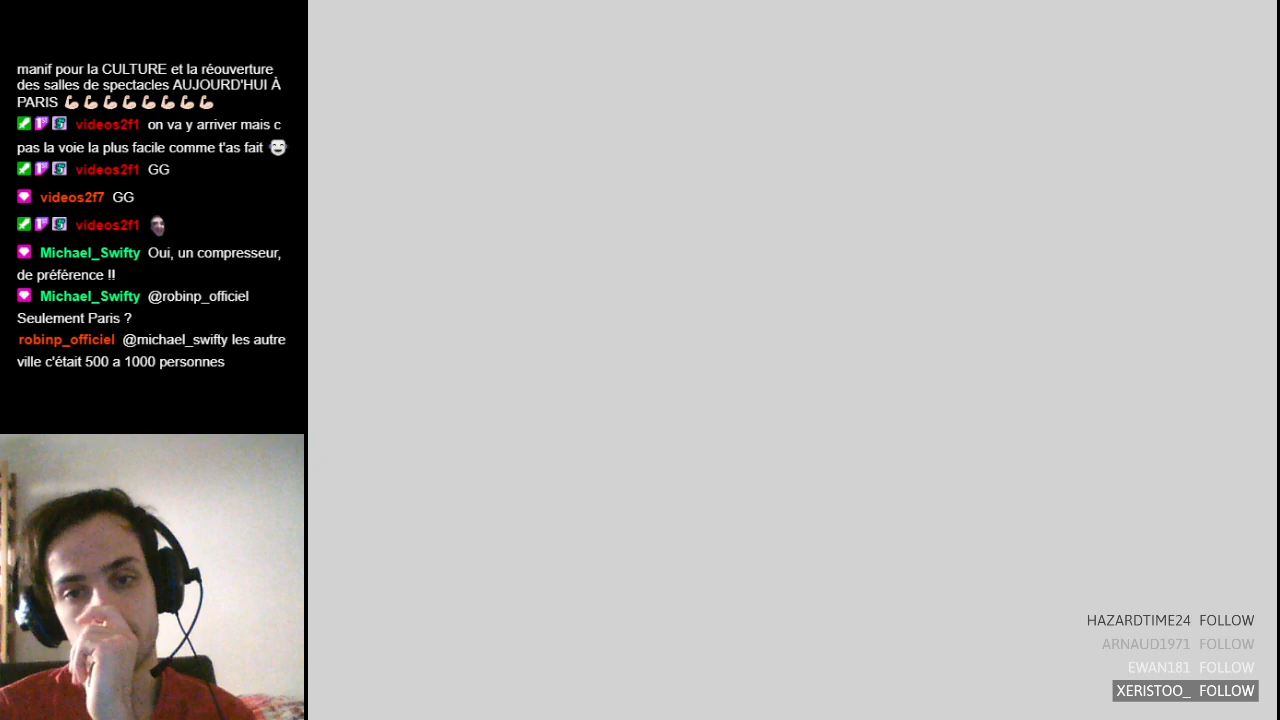 manif pour la CULTURE et la réouverture
des salles de spectacles AUJOURD'HUI À
PARIS 💪🏻💪🏻💪🏻💪🏻💪🏻💪🏻💪🏻💪🏻
videos2f1 on va y arriver mais c
pas la voie la plus facile comme t'as fait
videos2f1 GG
videos2f7 GG
videos2f1
Michael_Swifty Oui, un compresseur,
de préférence !!
Michael_Swifty @robinp_officiel
Seulement Paris ?
robinp_officiel @michael_swifty les autre
ville c'était 500 a 1000 personnes
HAZARDTIME24 FOLLOW
ARNAUD1971 FOLLOW
EWAN181 FOLLOW
XERISTOO_ FOLLOW